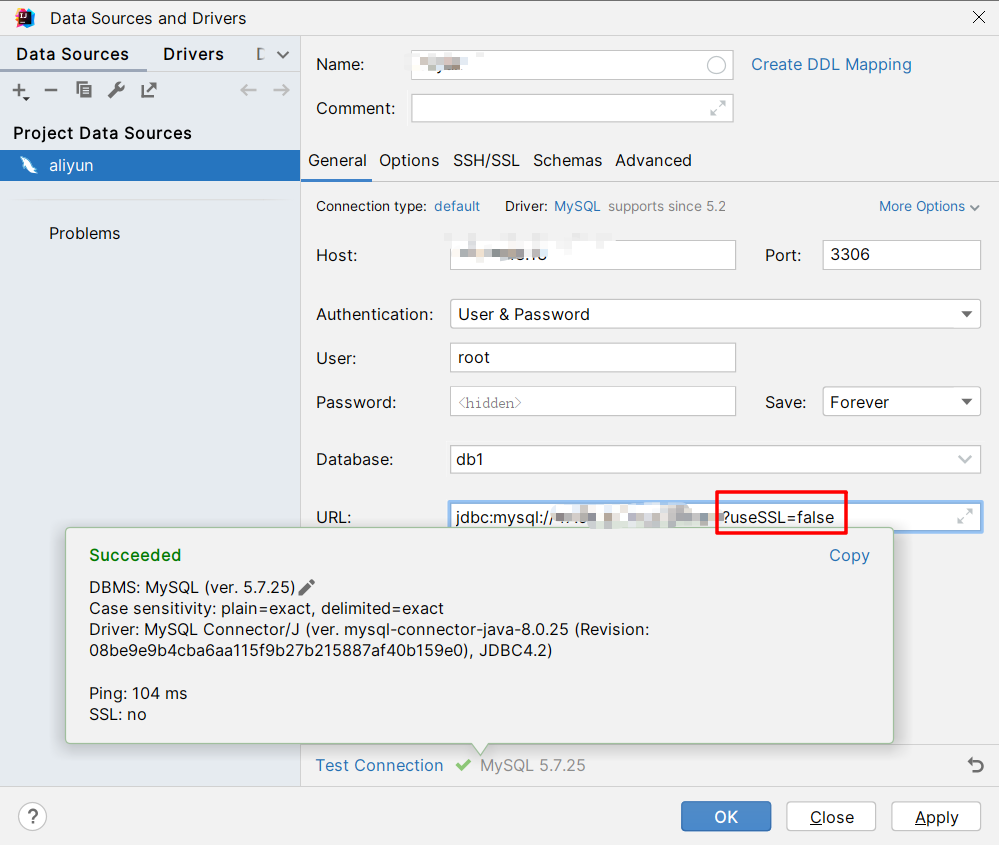 Data Sources and Drivers
Data Sources
Drivers
Project Data Sources
aliyun
Problems
Name:
Create DDL Mapping
Comment:
General Options SSH/SSL Schemas Advanced
Connection type: default Driver: MySQL supports since 5.2 More Options
Host:
Port: 3306
Authentication: User & Password
User: root
Password: <hidden> Save: Forever
Database: db1
URL: jdbc:mysql:// ?useSSL=false
Succeeded Copy
DBMS: MySQL (ver. 5.7.25)
Case sensitivity: plain=exact, delimited=exact
Driver: MySQL Connector/J (ver. mysql-connector-java-8.0.25 (Revision:
08be9e9b4cba6aa115f9b27b215887af40b159e0), JDBC4.2)
Ping: 104 ms
SSL: no
Test Connection MySQL 5.7.25
? OK Close Apply